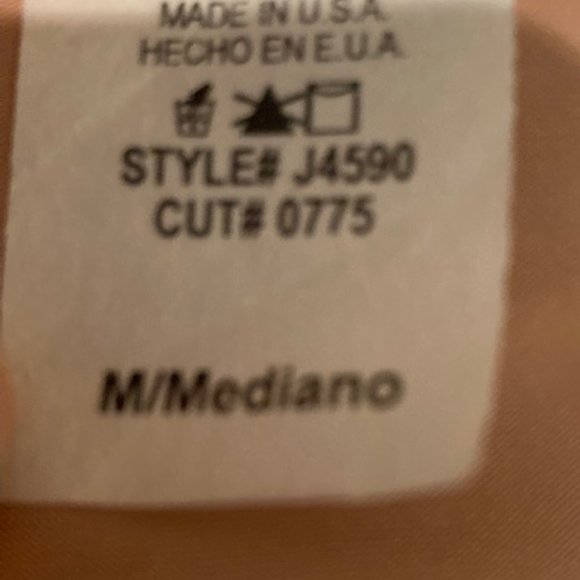 MADE IN U.S.A.
HECHO EN E.U.A.
STYLE# J4590
CUT# 0775
M/Mediano